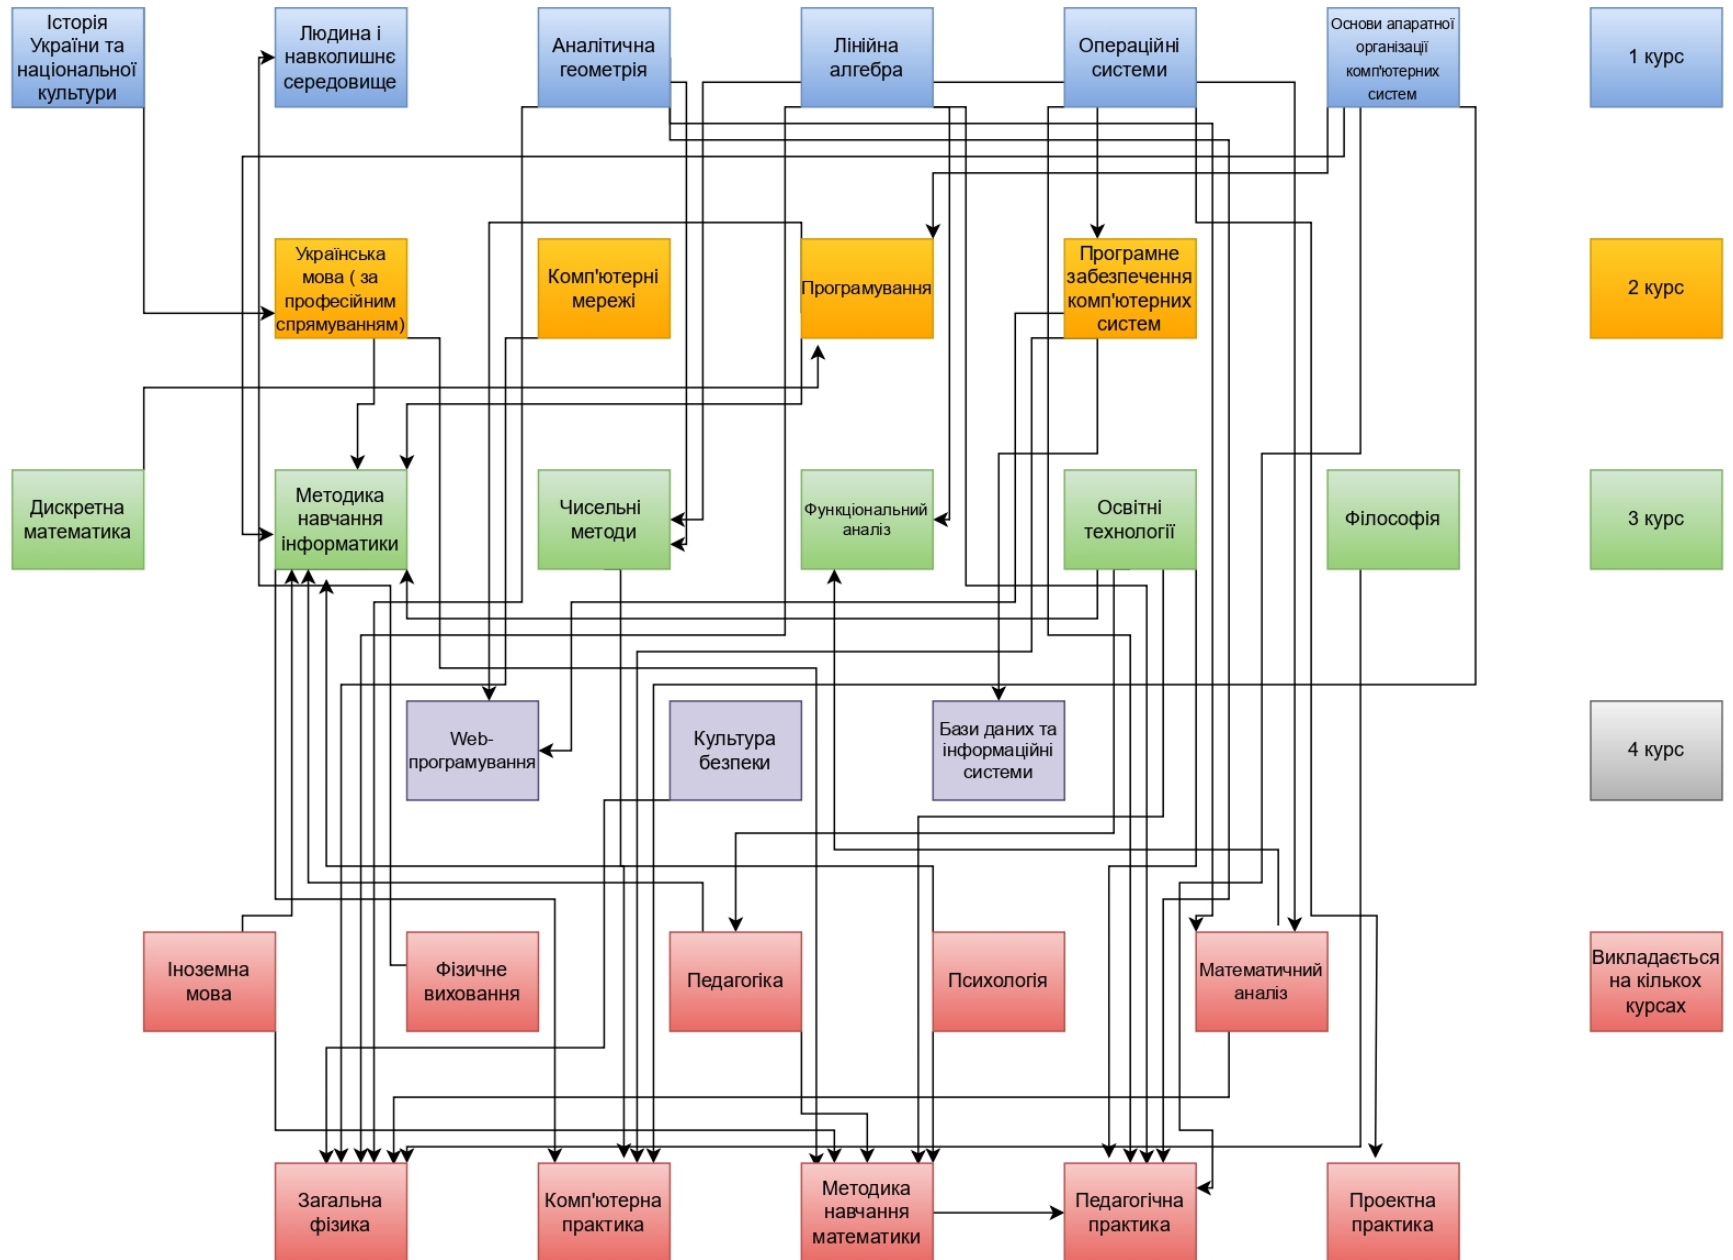 Історія
України та
національної
культури
Людина і
навколишнє
середовище
Аналітична
геометрія
Лінійна
алгебра
Операційні
системи
Основи апаратної
організації
комп'ютерних
систем
1 курс
Українська
мова ( за
професійним
спрямуванням)
Комп'ютерні
мережі
Програмування
Програмне
забезпечення
комп'ютерних
систем
2 курс
Дискретна
математика
Методика
навчання
інформатики
Чисельні
методи
Функціональний
аналіз
Освітні
технології
Філософія
3 курс
Web-
програмування
Культура
безпеки
Бази даних та
інформаційні
системи
4 курс
Іноземна
мова
Фізичне
виховання
Педагогіка
Психологія
Математичний
аналіз
Викладається
на кількох
курсах
Загальна
фізика
Комп'ютерна
практика
Методика
навчання
математики
Педагогічна
практика
Проектна
практика